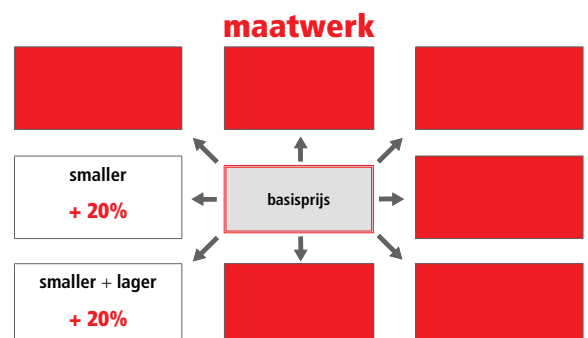 maatwerk
smaller
+ 20%
basisprijs
smaller + lager
+ 20%